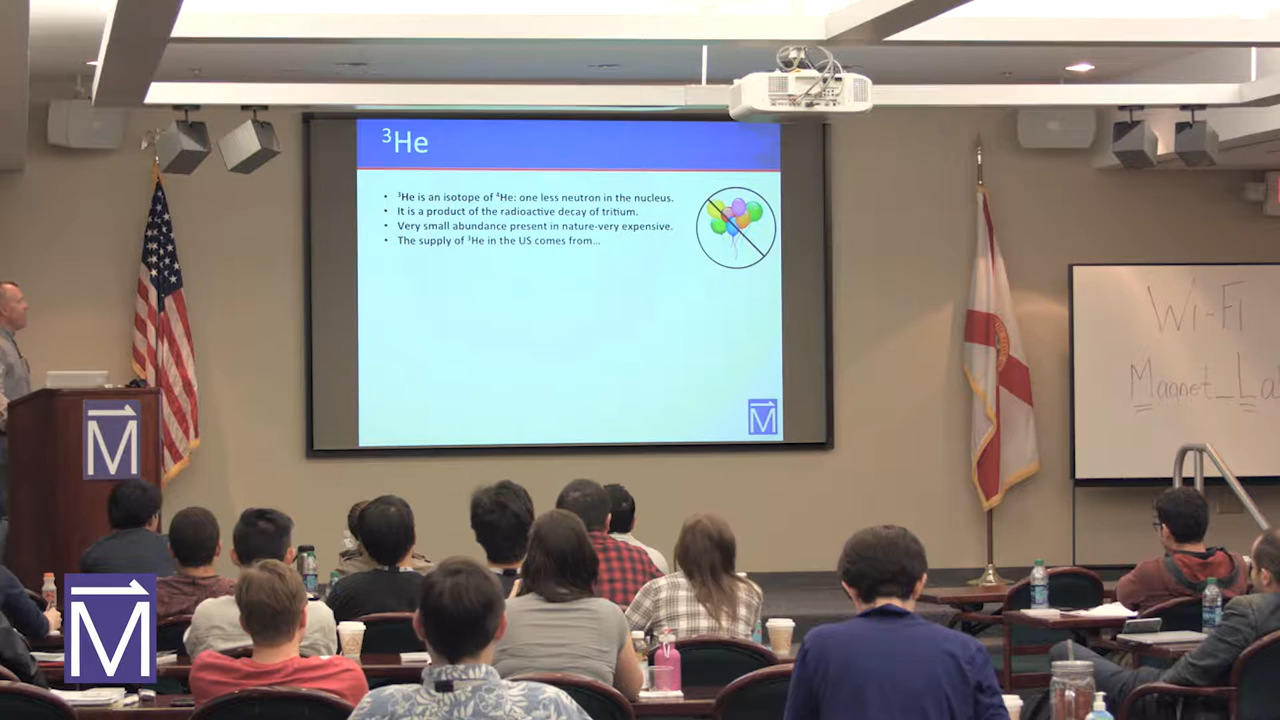 ³He
• ³He is an isotope of ⁴He: one less neutron in the nucleus.
• It is a product of the radioactive decay of tritium.
• Very small abundance present in nature-very expensive.
• The supply of ³He in the US comes from...
M
M
Wi-Fi
Magnet_La
M